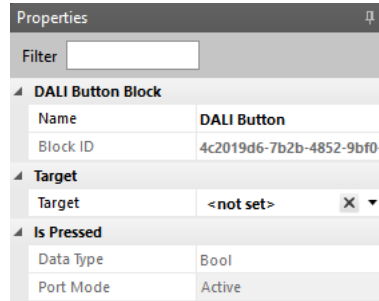 Properties
Filter
DALI Button Block
Name DALI Button
Block ID 4c2019d6-7b2b-4852-9bf0-
Target
Target <not set>
Is Pressed
Data Type Bool
Port Mode Active